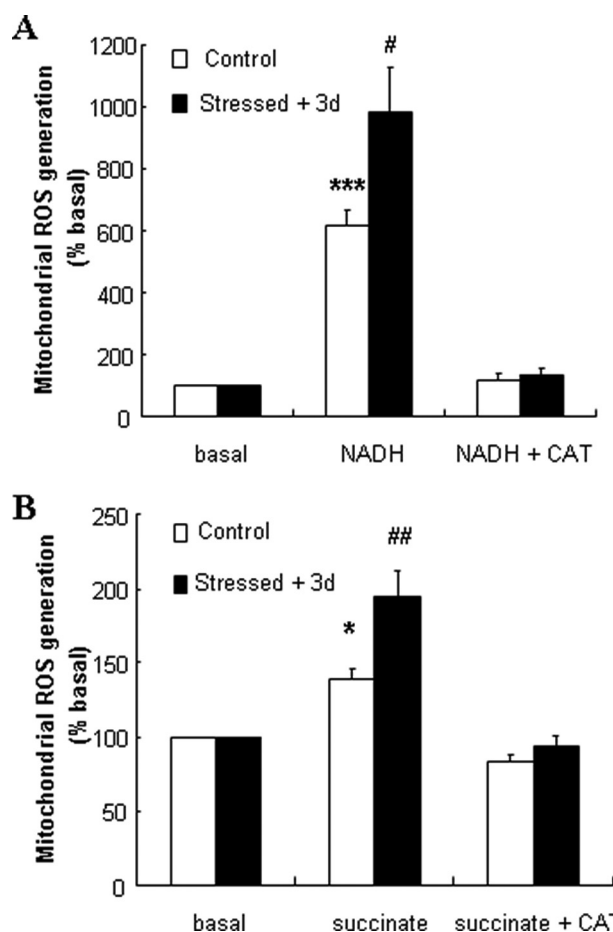 A
Mitochondrial ROS generation
(% basal)
1200
1000
800
600
400
200
0
Control
Stressed + 3d
***
#
basal
NADH
NADH + CAT
B
Mitochondrial ROS generation
(% basal)
250
200
150
100
50
0
Control
Stressed + 3d
*
##
basal
succinate
succinate + CAT